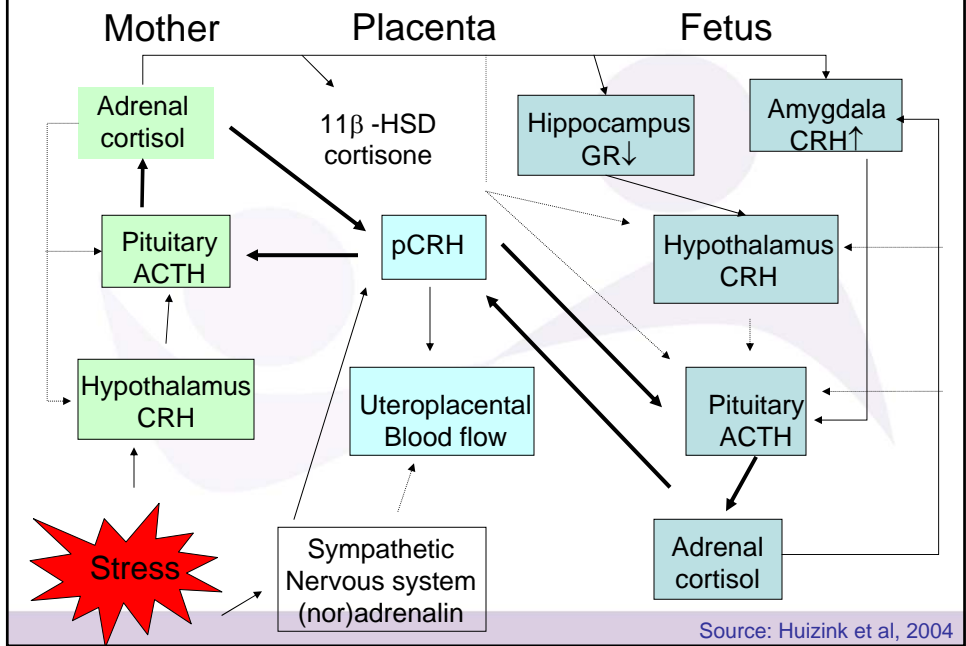 Mother
Placenta
Fetus
Adrenal
cortisol
11β -HSD
cortisone
Hippocampus
GR↓
Amygdala
CRH↑
Pituitary
ACTH
pCRH
Hypothalamus
CRH
Hypothalamus
CRH
Uteroplacental
Blood flow
Pituitary
ACTH
Stress
Sympathetic
Nervous system
(nor)adrenalin
Adrenal
cortisol
Source: Huizink et al, 2004